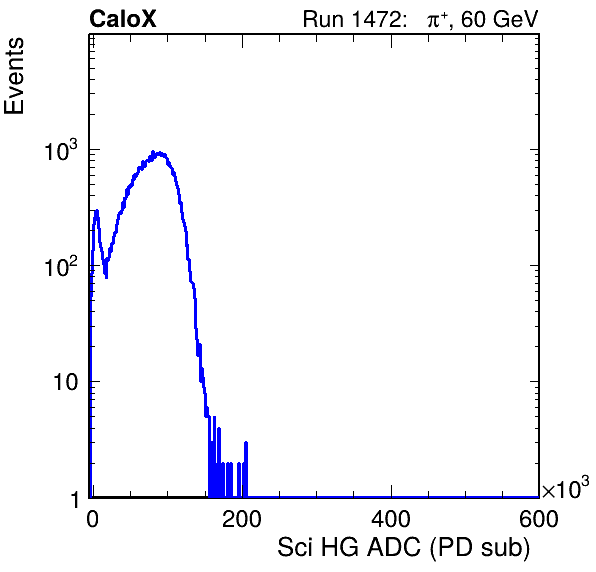 CaloX Run 1472: π⁺, 60 GeV
Events
10³
10²
10
1
0 200 400 600
×10³
Sci HG ADC (PD sub)